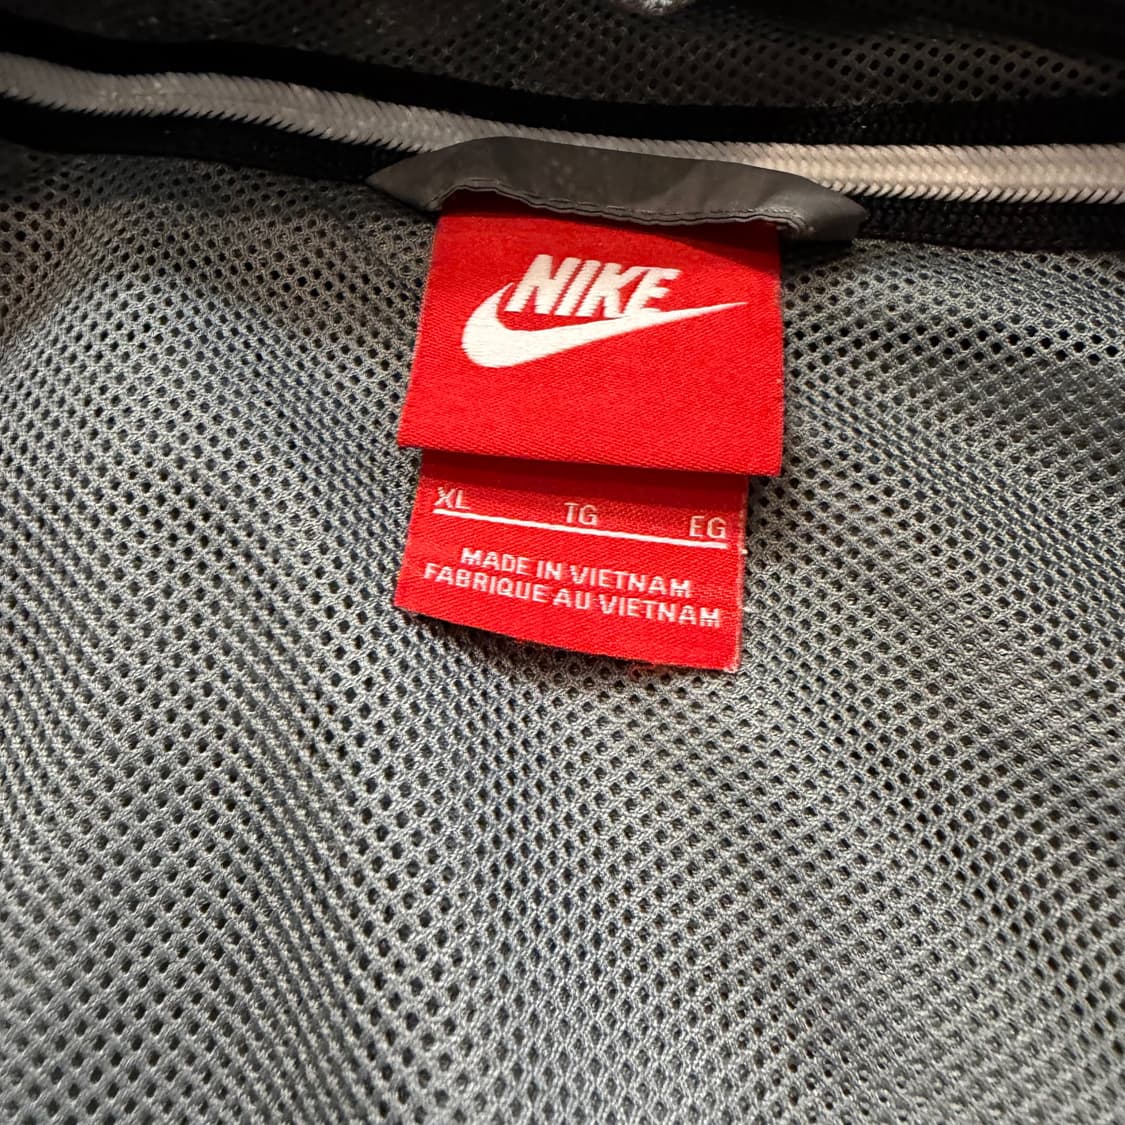 NIKE
XL TG EG
MADE IN VIETNAM
FABRIQUE AU VIETNAM